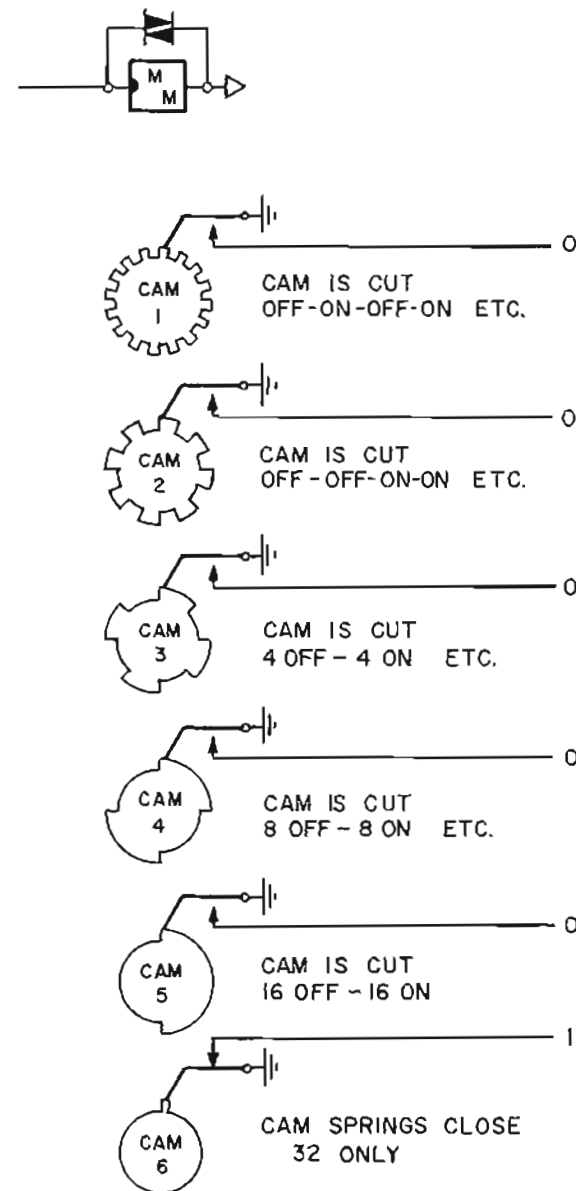 M
M
0
CAM
1
CAM IS CUT
OFF-ON-OFF-ON ETC.
0
CAM
2
CAM IS CUT
OFF-OFF-ON-ON ETC.
0
CAM
3
CAM IS CUT
4 OFF-4 ON ETC.
0
CAM
4
CAM IS CUT
8 OFF-8 ON ETC.
0
CAM
5
CAM IS CUT
16 OFF-16 ON
1
CAM
6
CAM SPRINGS CLOSE
32 ONLY